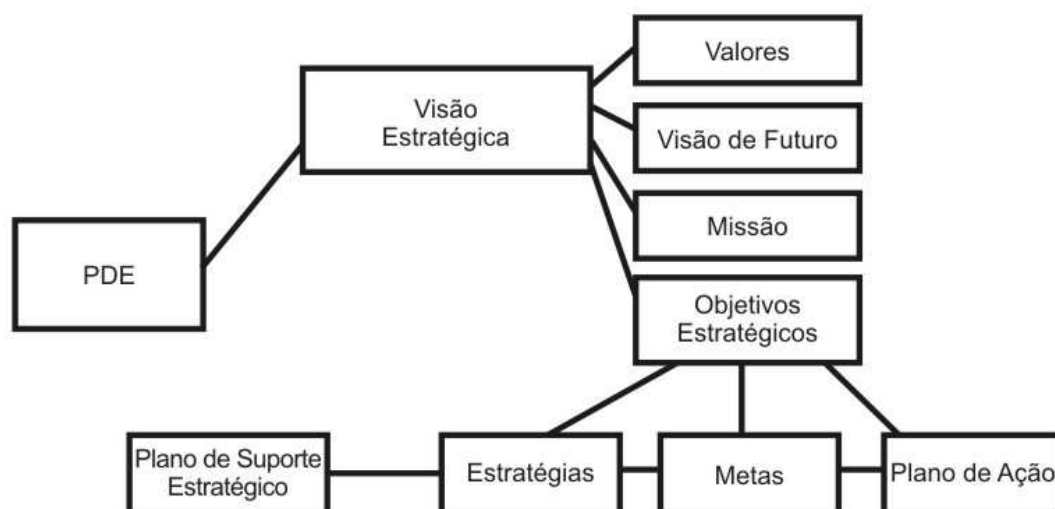 Valores
Visão
Estratégica
Visão de Futuro
Missão
PDE
Objetivos
Estratégicos
Plano de Suporte
Estratégico
Estratégias
Metas
Plano de Ação